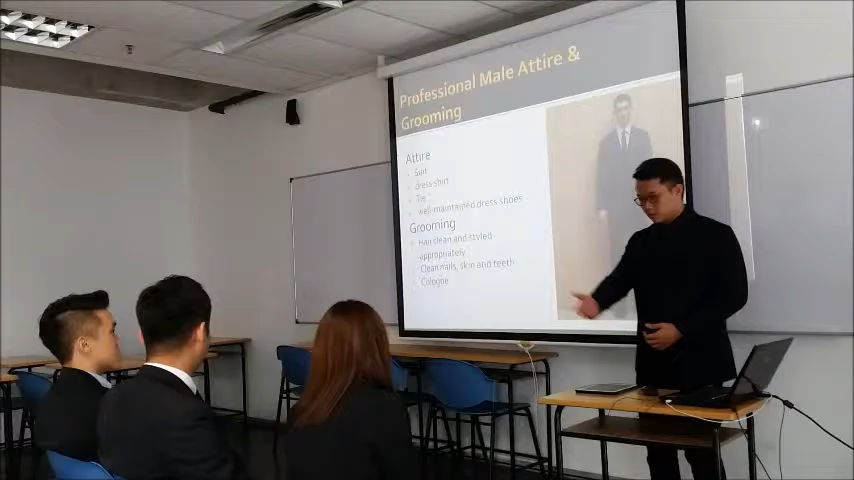 Professional Male Attire &
Grooming
Attire
Suit
dress shirt
Tie
well-maintained dress shoes
Grooming
Hair clean and styled
appropriately
Clean nails, skin and teeth
Cologne